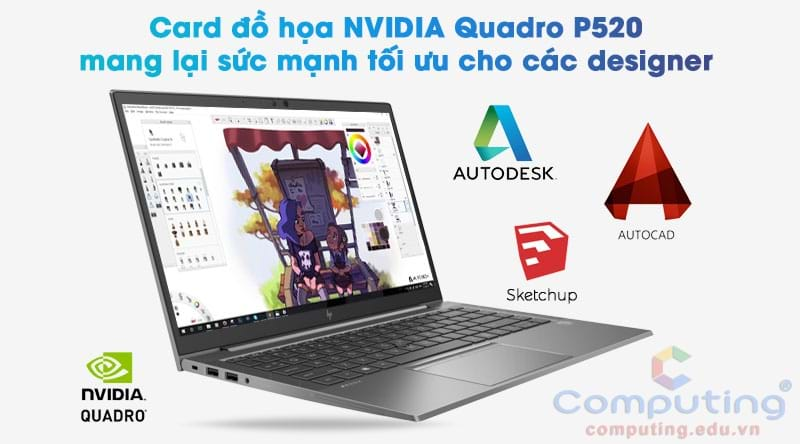 Card đồ họa NVIDIA Quadro P520
mang lại sức mạnh tối ưu cho các designer
AUTODESK.
AUTOCAD
Sketchup
NVIDIA.
QUADRO®
Computing®
computing.edu.vn